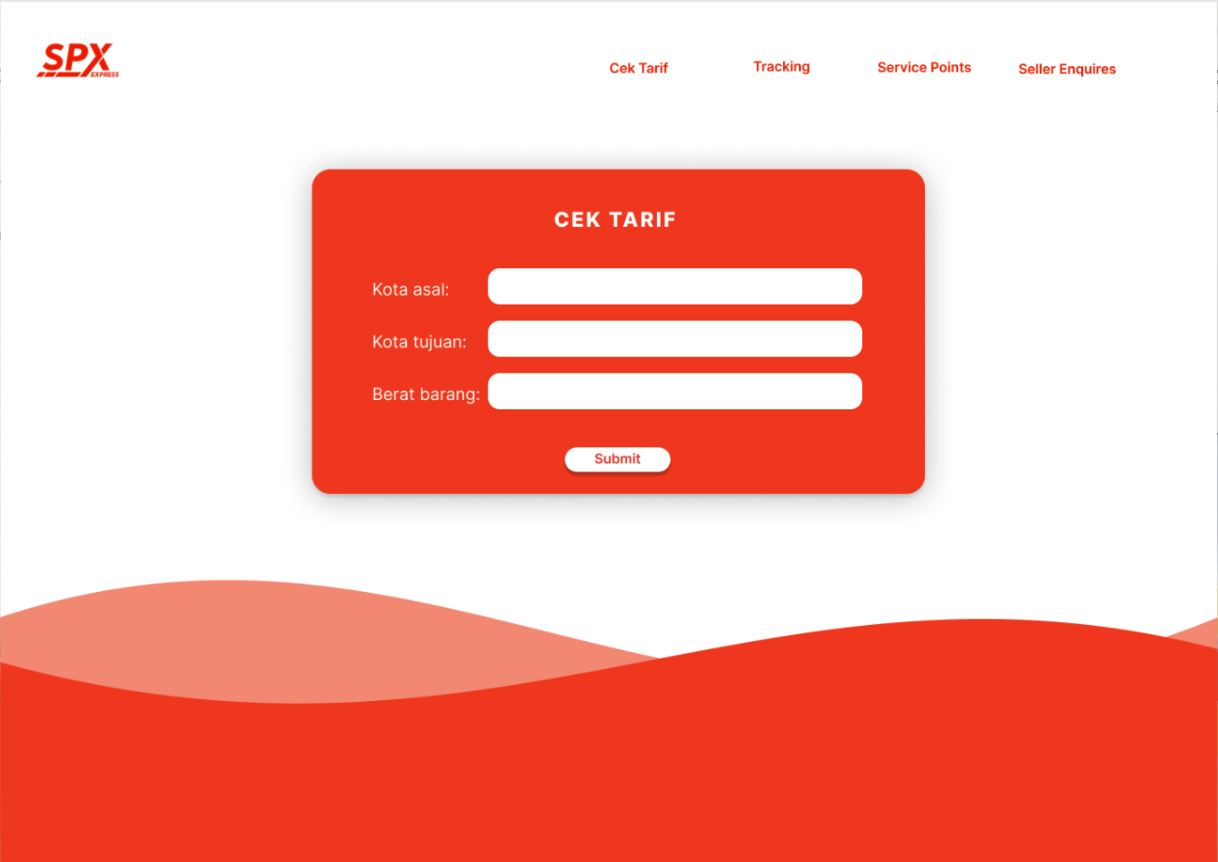 SPX
EXPRESS
Cek Tarif
Tracking
Service Points
Seller Enquires
CEK TARIF
Kota asal:
Kota tujuan:
Berat barang:
Submit